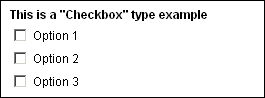 This is a "Checkbox" type example
Option 1
Option 2
Option 3